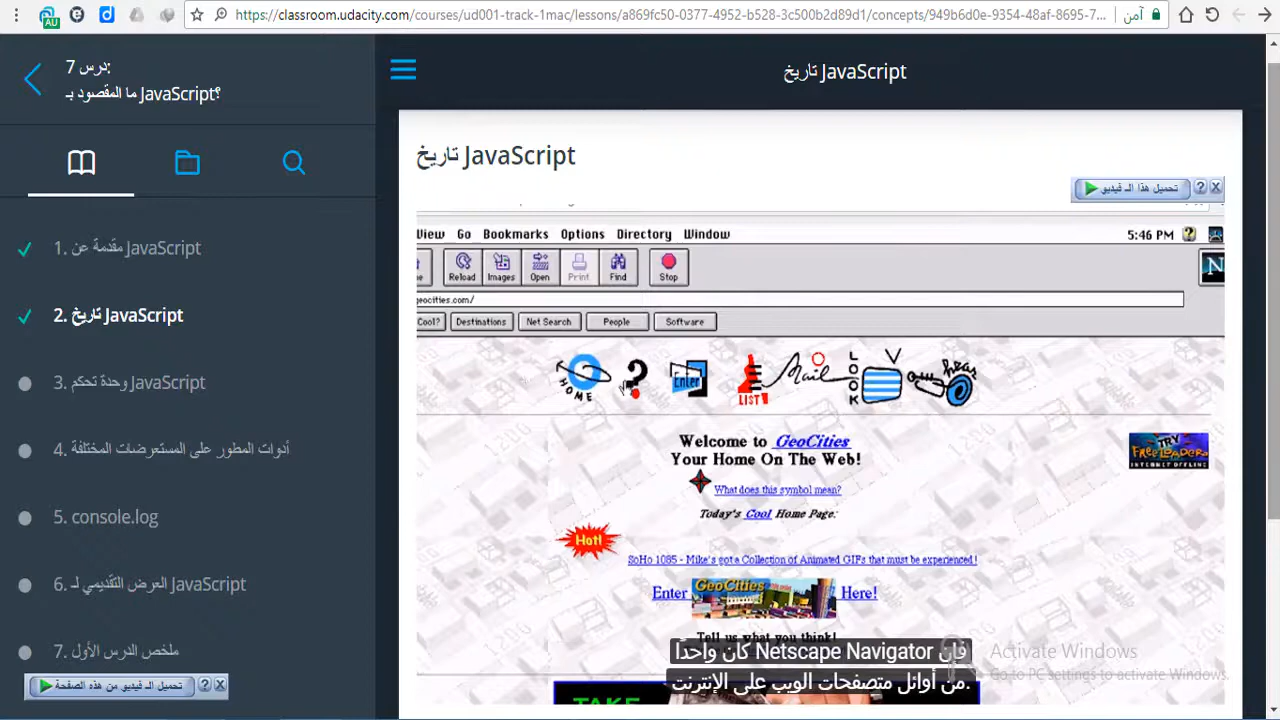 https://classroom.udacity.com/courses/ud001-track-1mac/lessons/a869fc50-0377-4952-b528-3c5b0b2d89d1/concepts/949b6d0e-9354-48af-8695-7...
آمن
درس 7:
ما المقصود بـ JavaScript؟
تاريخ JavaScript
1. مقدمة عن JavaScript
2. تاريخ JavaScript
3. وحدة تحكم JavaScript
4. أدوات المطور على المستعرضات المختلفة
5. console.log
6. العرض التقديمي لـ JavaScript
7. ملخص الدرس الأول
تحميل الـ فيديو من هذه الصفحة
تاريخ JavaScript
تحميل هذا الـ فيديو
View Go Bookmarks Options Directory Window
5:46 PM
Reload Images Open Print Find Stop
N
geocities.com/
Cool? Destinations Net Search People Software
HOME Enter LIST Mail LOOK hear
Welcome to GeoCities
Your Home On The Web!
TRY FREELOADER INTERNET OFFLINE
What does this symbol mean?
Today's Cool Home Page:
Hot!
SoHo 1085 - Mike's got a Collection of Animated GIFs that must be experienced!
Enter GeoCities Here!
Tell us what you think!
فإن Netscape Navigator كان واحدًا
من أوائل متصفحات الويب على الإنترنت.
TAKE
Activate Windows
Go to PC settings to activate Windows.